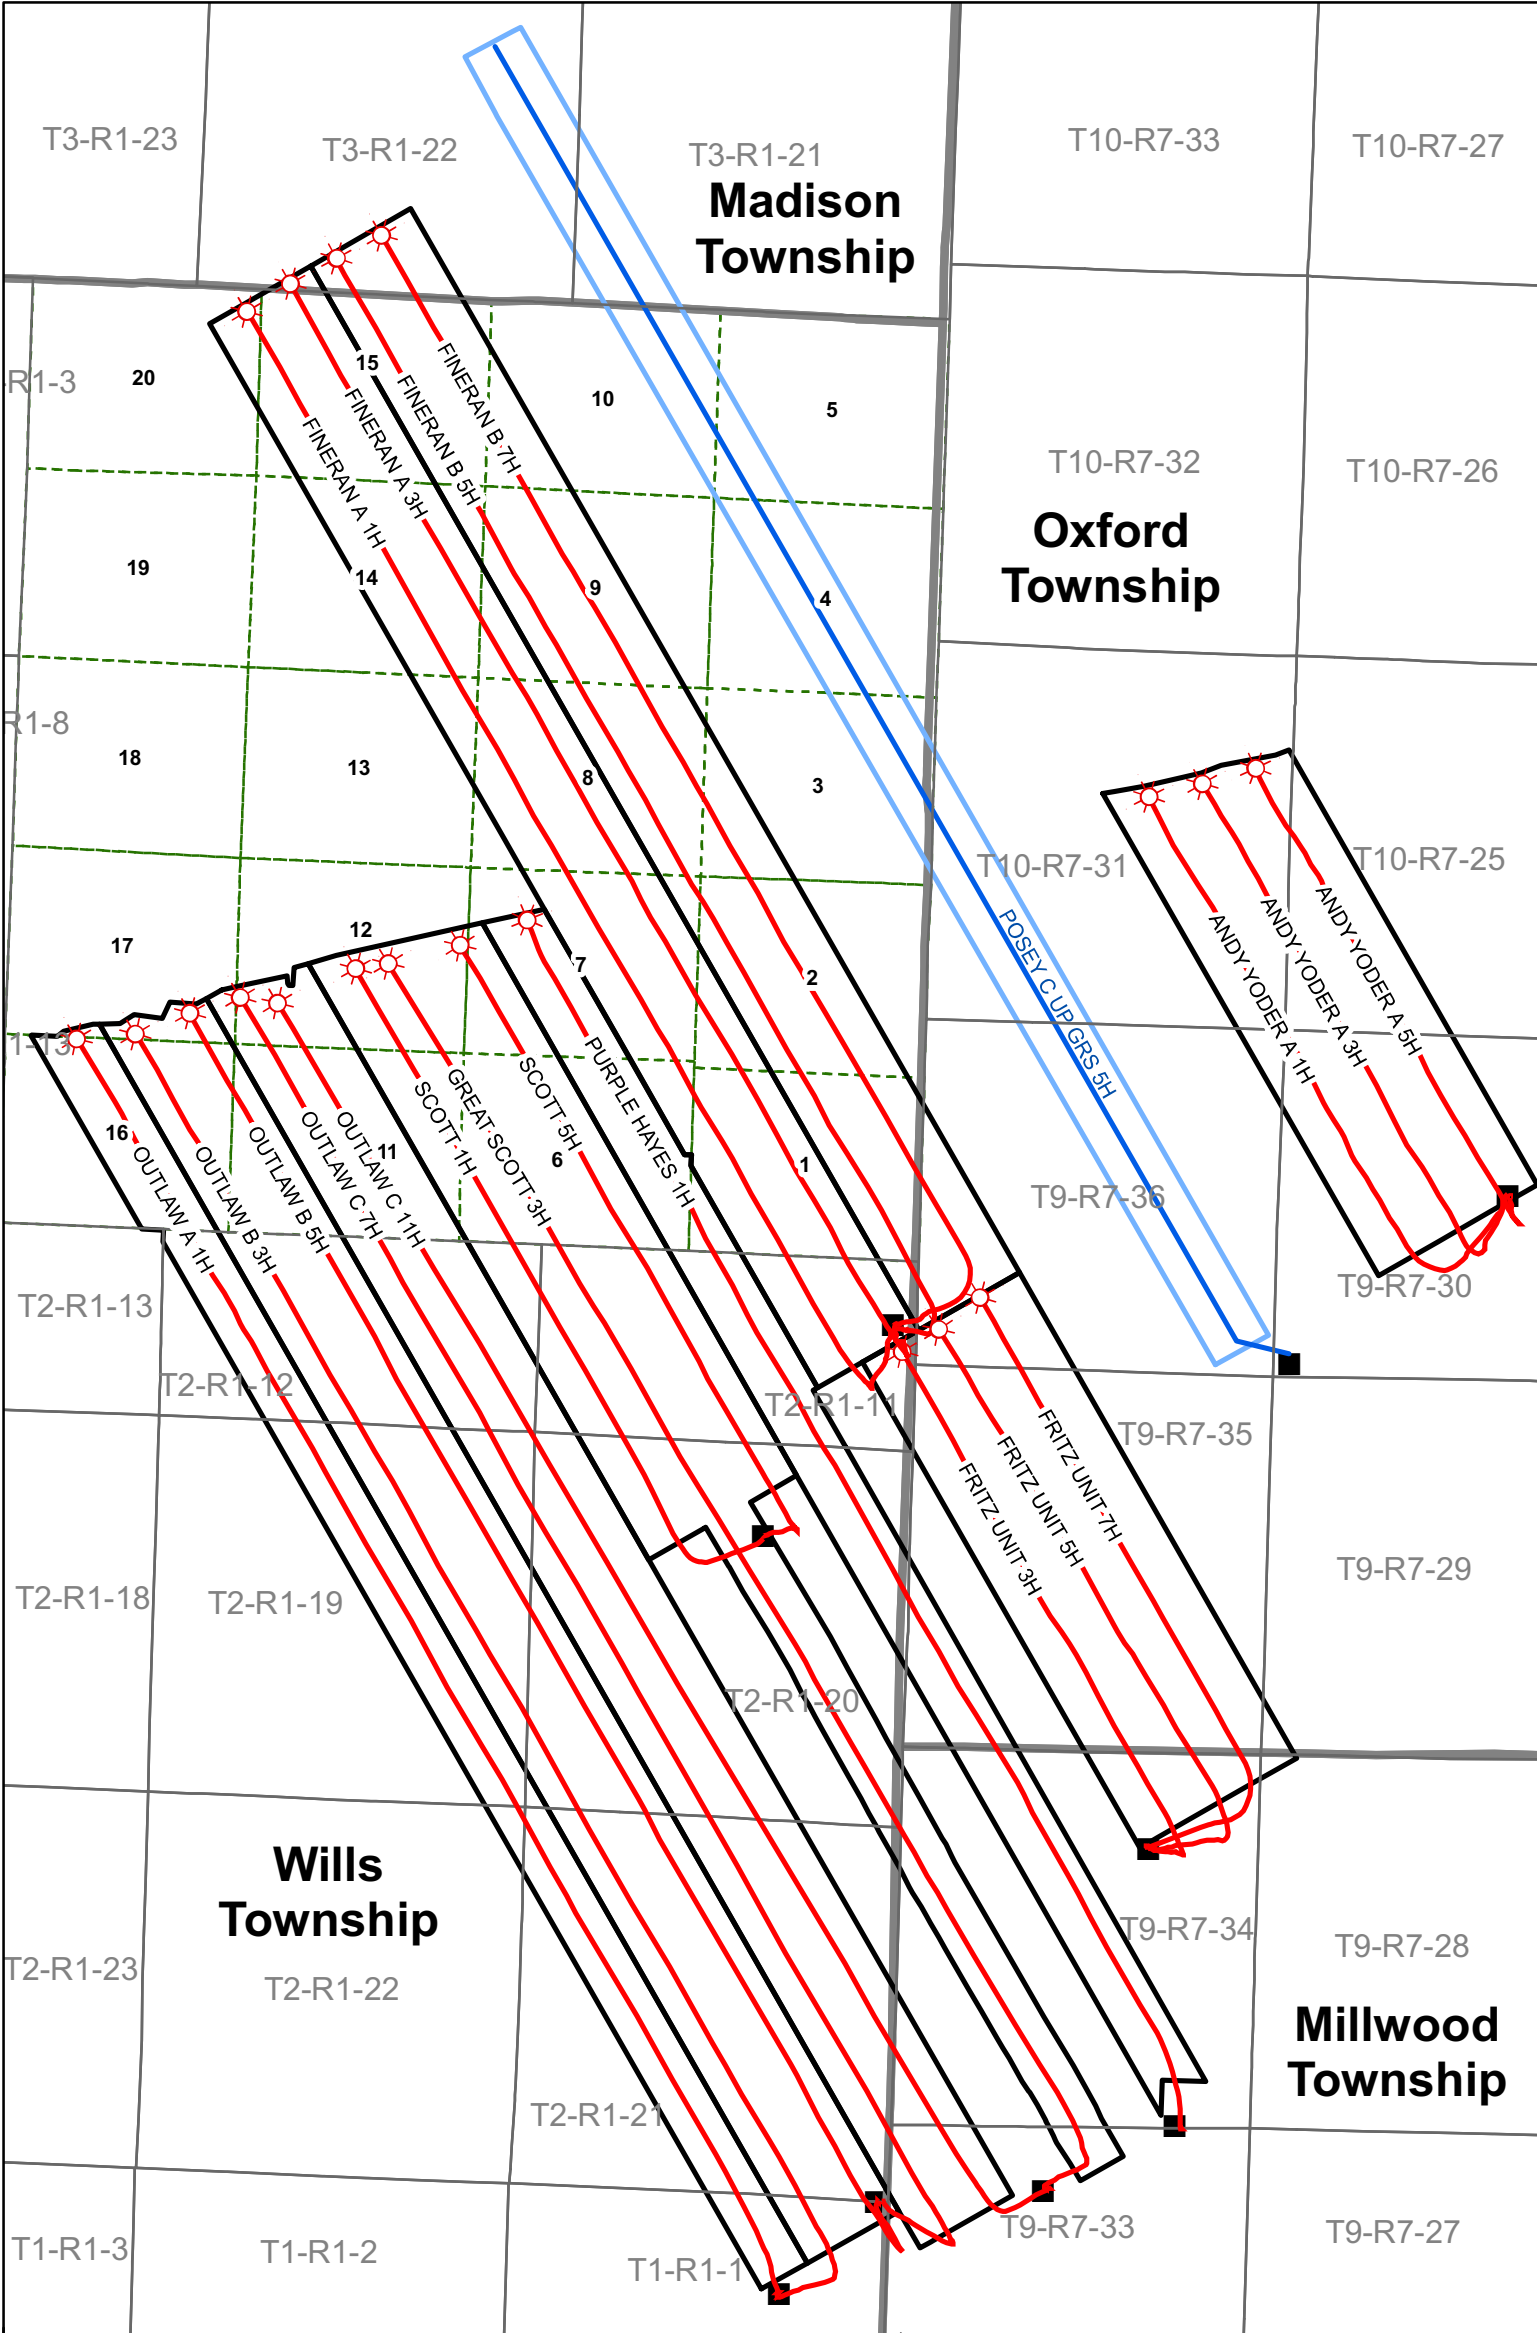 T3-R1-23
T3-R1-22
T3-R1-21
T10-R7-33
T10-R7-27
Madison
Township
-R1-3
20
15
10
5
FINERAN A 1H
FINERAN A 3H
FINERAN B 5H
FINERAN B 7H
T10-R7-32
T10-R7-26
Oxford
Township
19
14
9
4
R1-8
18
13
8
3
T10-R7-31
T10-R7-25
17
12
7
2
POSEY C UP GRS 5H
ANDY YODER A 1H
ANDY YODER A 3H
ANDY YODER A 5H
1-13
16
11
6
1
OUTLAW A 1H
OUTLAW B 3H
OUTLAW B 5H
OUTLAW C 7H
OUTLAW C 11H
SCOTT 1H
GREAT SCOTT 3H
SCOTT 5H
PURPLE HAYES 1H
T9-R7-36
T9-R7-30
T2-R1-13
T2-R1-12
T2-R1-11
T9-R7-35
FRITZ UNIT 3H
FRITZ UNIT 5H
FRITZ UNIT 7H
T9-R7-29
T2-R1-18
T2-R1-19
T2-R1-20
Wills
Township
T9-R7-34
T9-R7-28
T2-R1-23
T2-R1-22
Millwood
Township
T2-R1-21
T1-R1-3
T1-R1-2
T1-R1-1
T9-R7-33
T9-R7-27